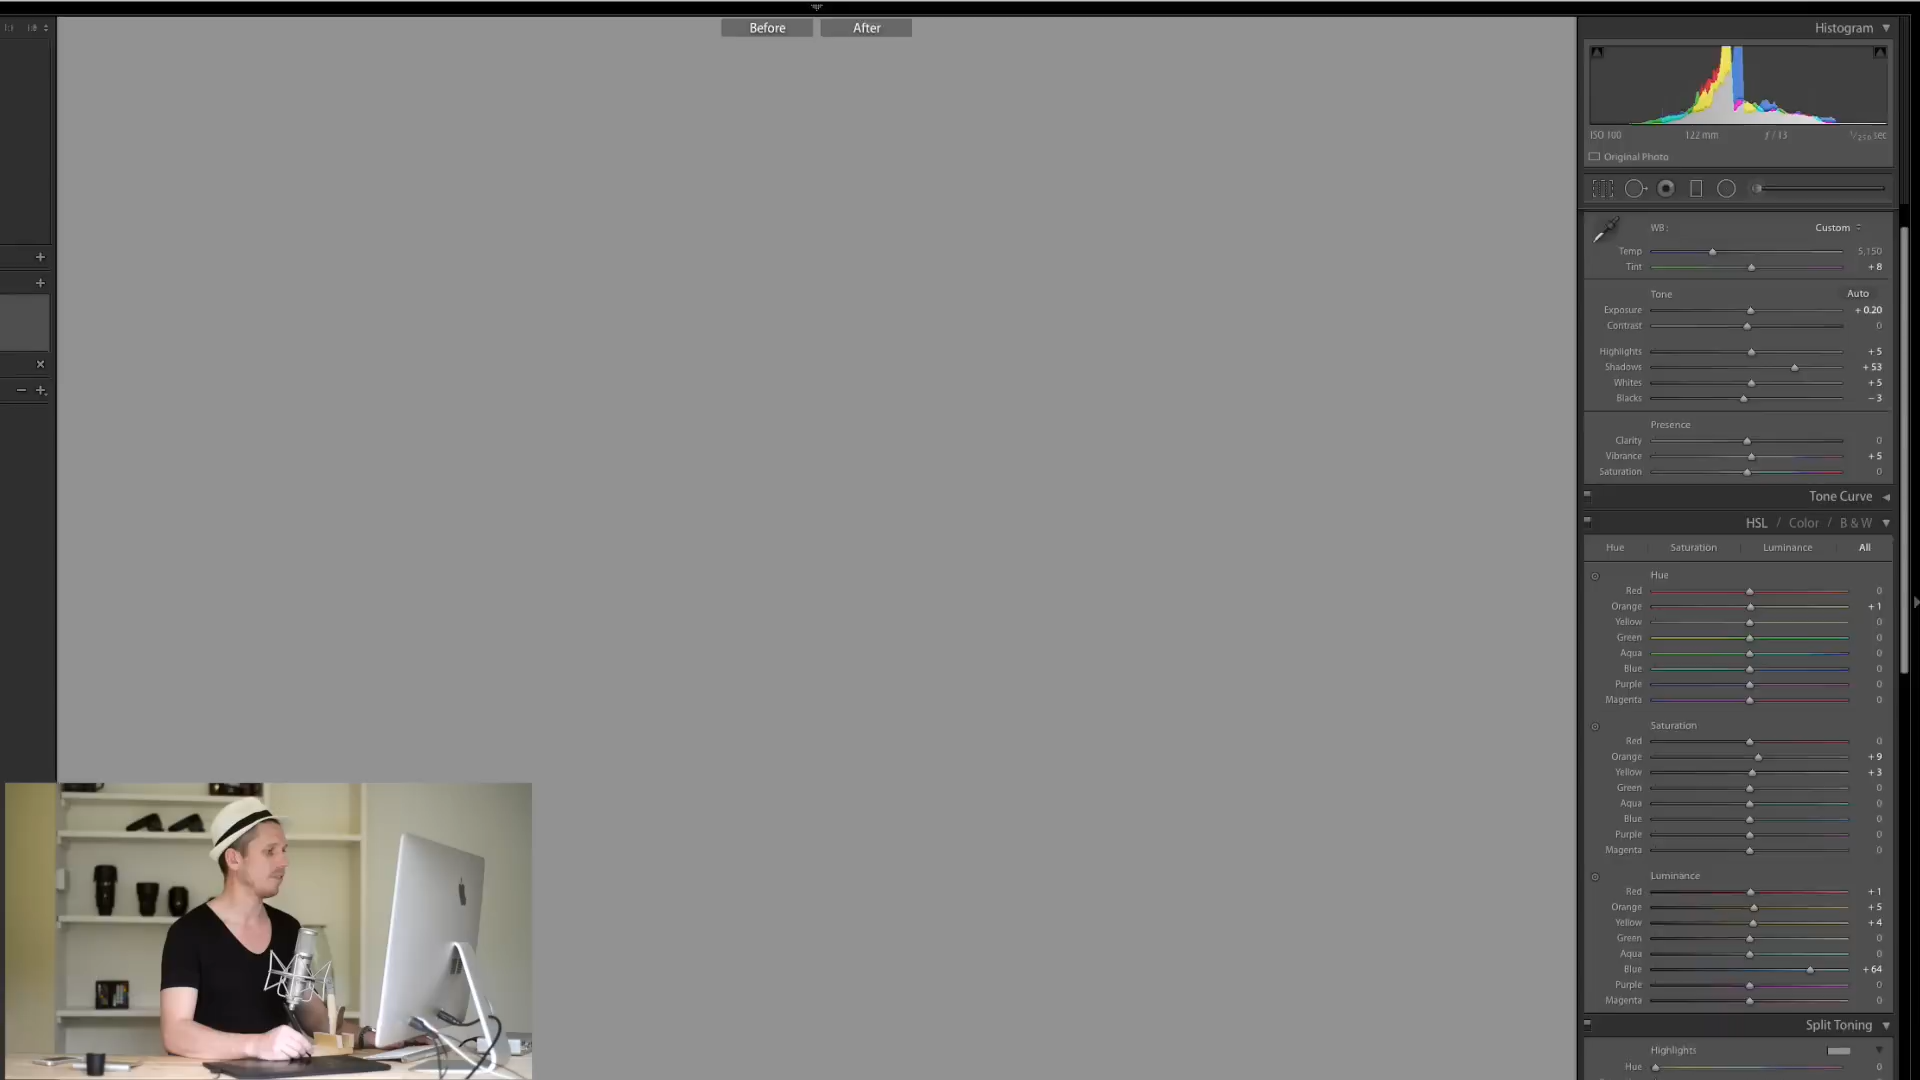 Before After
Histogram
ISO 100 122 mm f / 13 1/250 sec
Original Photo
WB: Custom
Temp 5,150
Tint + 8
Tone Auto
Exposure + 0.20
Contrast 0
Highlights + 5
Shadows + 53
Whites + 5
Blacks − 3
Presence
Clarity 0
Vibrance + 5
Saturation 0
Tone Curve
HSL / Color / B & W
Hue Saturation Luminance All
Hue
Red 0
Orange + 1
Yellow 0
Green 0
Aqua 0
Blue 0
Purple 0
Magenta 0
Saturation
Red 0
Orange + 9
Yellow + 3
Green 0
Aqua 0
Blue 0
Purple 0
Magenta 0
Luminance
Red + 1
Orange + 5
Yellow + 4
Green 0
Aqua 0
Blue + 64
Purple 0
Magenta 0
Split Toning
Highlights
Hue 0